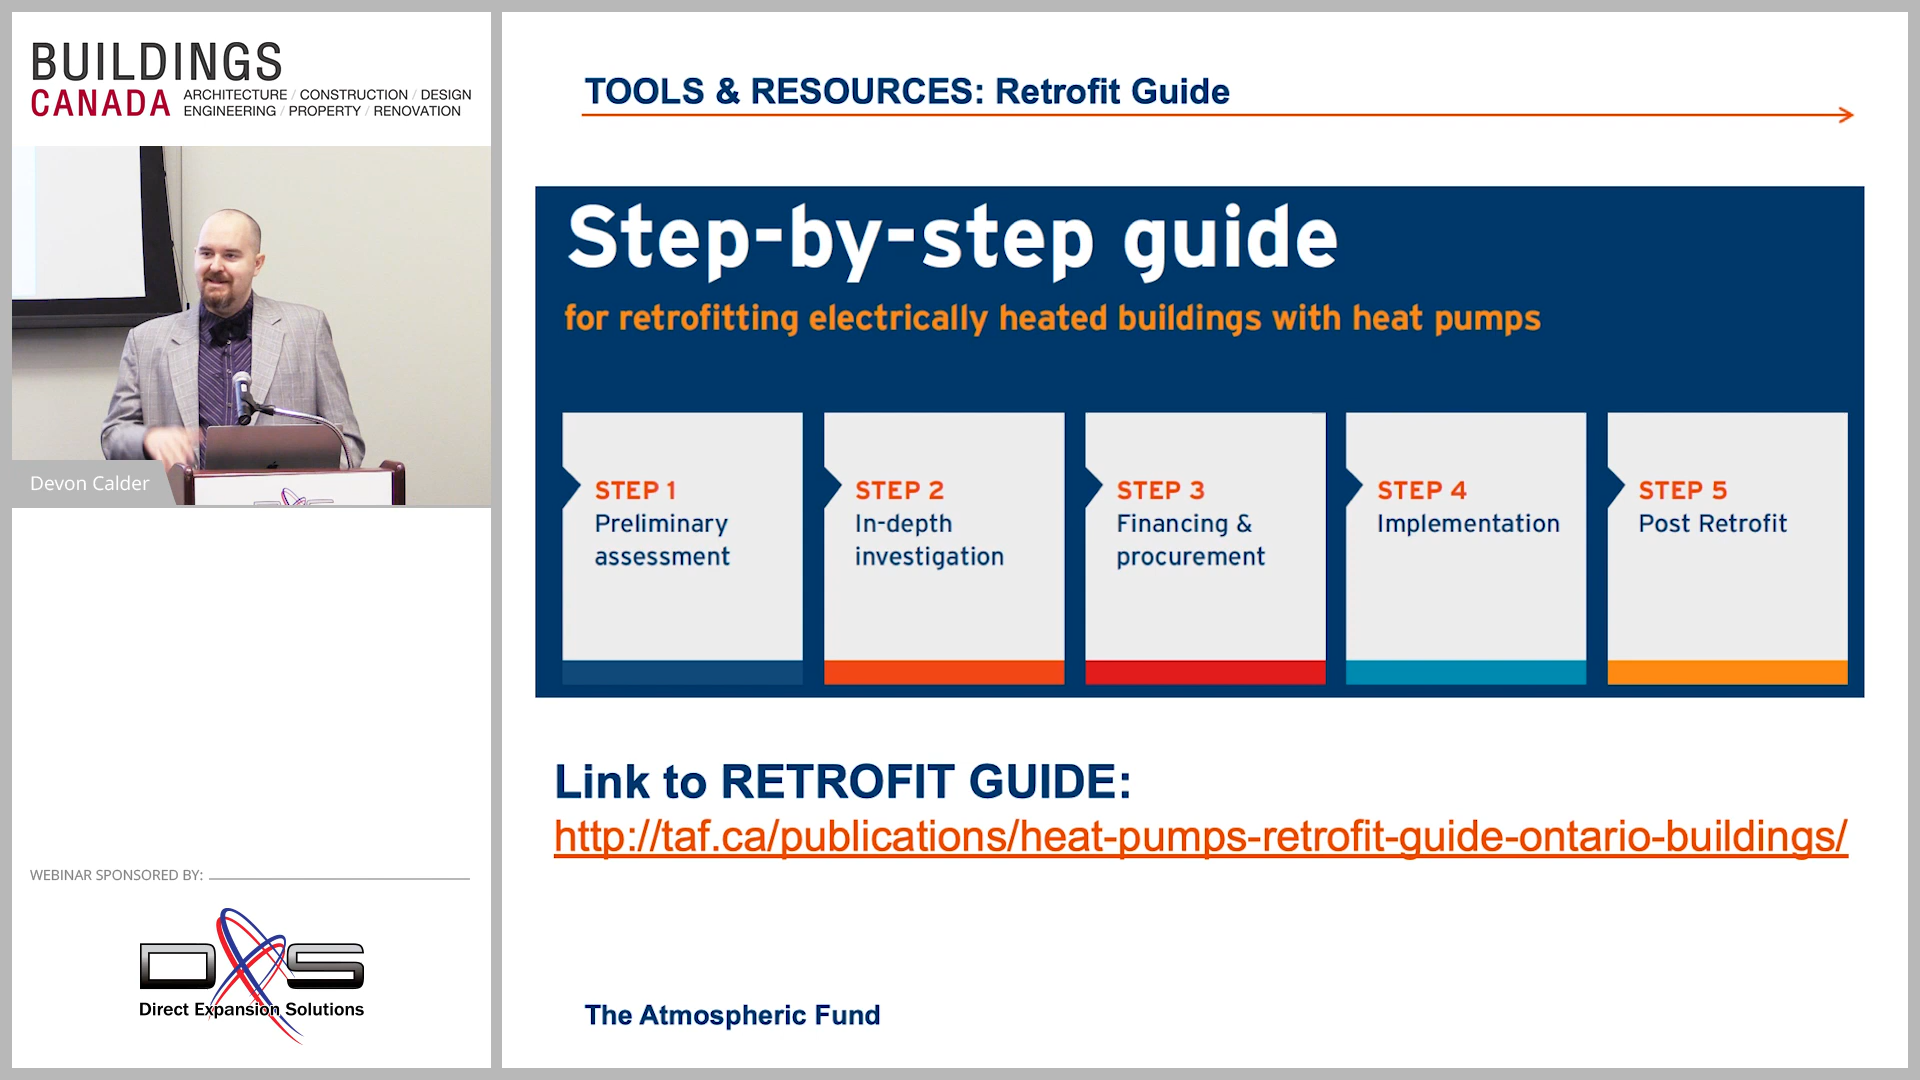 BUILDINGS
CANADA
ARCHITECTURE / CONSTRUCTION / DESIGN
ENGINEERING / PROPERTY / RENOVATION
Devon Calder
WEBINAR SPONSORED BY:
DXS
Direct Expansion Solutions
TOOLS & RESOURCES: Retrofit Guide
Step-by-step guide
for retrofitting electrically heated buildings with heat pumps
STEP 1
Preliminary
assessment
STEP 2
In-depth
investigation
STEP 3
Financing &
procurement
STEP 4
Implementation
STEP 5
Post Retrofit
Link to RETROFIT GUIDE:
http://taf.ca/publications/heat-pumps-retrofit-guide-ontario-buildings/
The Atmospheric Fund